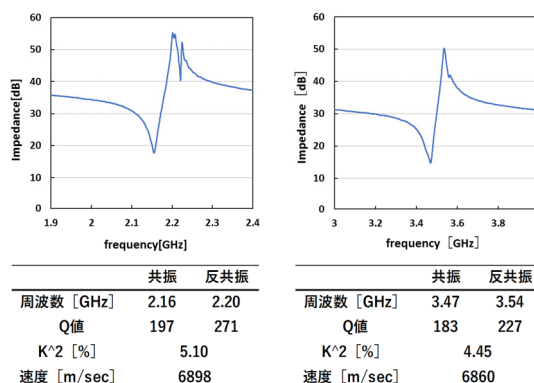 60
50
40
30
20
10
0
Impedance[dB]
1.9 2 2.1 2.2 2.3 2.4
frequency[GHz]
共振 反共振
周波数［GHz］ 2.16 2.20
Q値 197 271
K^2［%］ 5.10
速度［m/sec］ 6898
60
50
40
30
20
10
0
Impedance［dB］
3 3.2 3.4 3.6 3.8
frequency［GHz］
共振 反共振
周波数［GHz］ 3.47 3.54
Q値 183 227
K^2［%］ 4.45
速度［m/sec］ 6860